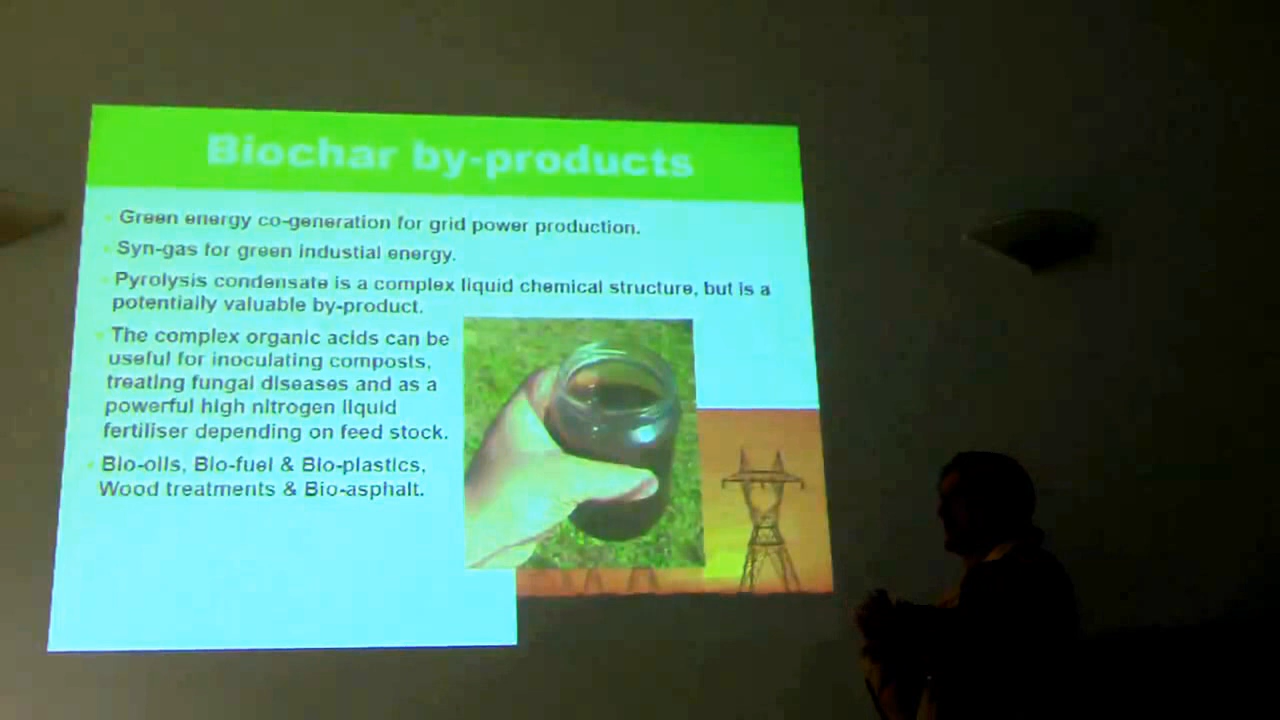 Biochar by-products
Green energy co-generation for grid power production.
Syn-gas for green industial energy.
Pyrolysis condensate is a complex liquid chemical structure, but is a
potentially valuable by-product.
The complex organic acids can be
useful for inoculating composts,
treating fungal diseases and as a
powerful high nitrogen liquid
fertiliser depending on feed stock.
Bio-oils, Bio-fuel & Bio-plastics,
Wood treatments & Bio-asphalt.